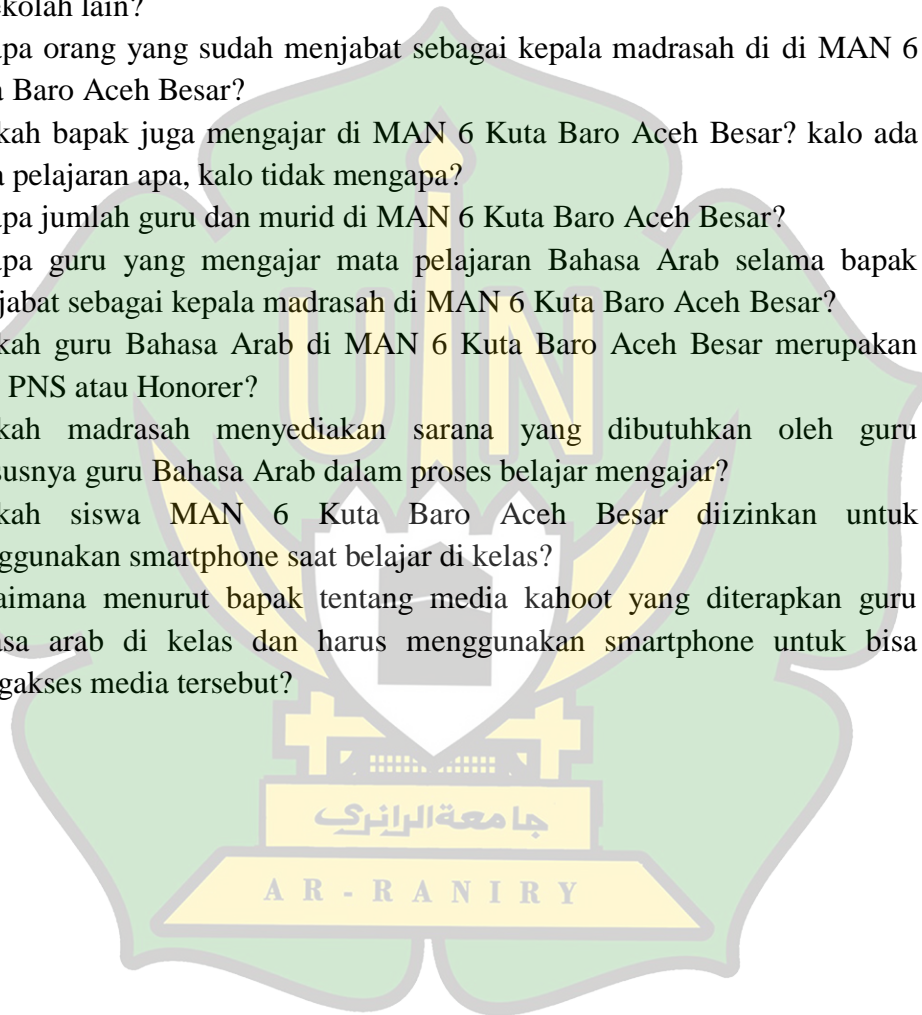 ekolah lain?
apa orang yang sudah menjabat sebagai kepala madrasah di di MAN 6
a Baro Aceh Besar?
kah bapak juga mengajar di MAN 6 Kuta Baro Aceh Besar? kalo ada
a pelajaran apa, kalo tidak mengapa?
apa jumlah guru dan murid di MAN 6 Kuta Baro Aceh Besar?
apa guru yang mengajar mata pelajaran Bahasa Arab selama bapak
jabat sebagai kepala madrasah di MAN 6 Kuta Baro Aceh Besar?
kah guru Bahasa Arab di MAN 6 Kuta Baro Aceh Besar merupakan
PNS atau Honorer?
kah madrasah menyediakan sarana yang dibutuhkan oleh guru
susnya guru Bahasa Arab dalam proses belajar mengajar?
kah siswa MAN 6 Kuta Baro Aceh Besar diizinkan untuk
ggunakan smartphone saat belajar di kelas?
aimana menurut bapak tentang media kahoot yang diterapkan guru
asa arab di kelas dan harus menggunakan smartphone untuk bisa
gakses media tersebut?
UIN
جامعة الرانري
AR-RANIRY